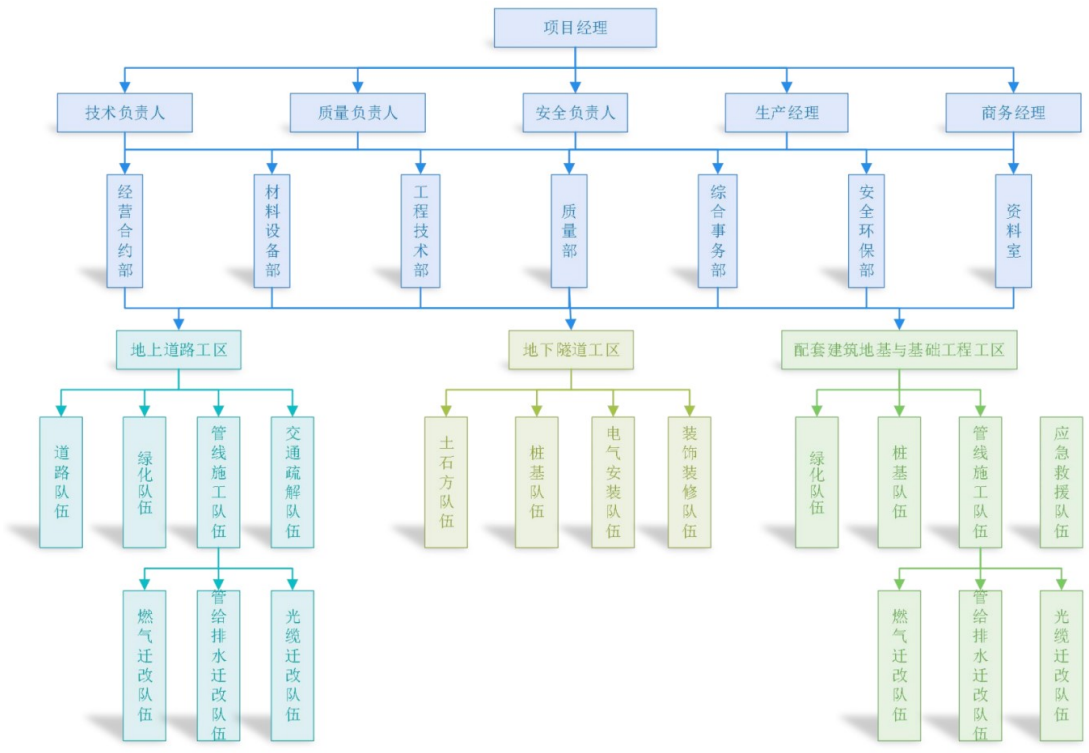 项目经理
技术负责人
质量负责人
安全负责人
生产经理
商务经理
经营合约部
材料设备部
工程技术部
质量部
综合事务部
安全环保部
资料室
地上道路工区
地下隧道工区
配套建筑地基与基础工程工区
道路队伍
绿化队伍
管线施工队伍
交通疏解队伍
土石方队伍
桩基队伍
电气安装队伍
装饰装修队伍
绿化队伍
桩基队伍
管线施工队伍
应急救援队伍
燃气迁改队伍
管给排水迁改队伍
光缆迁改队伍
燃气迁改队伍
管给排水迁改队伍
光缆迁改队伍